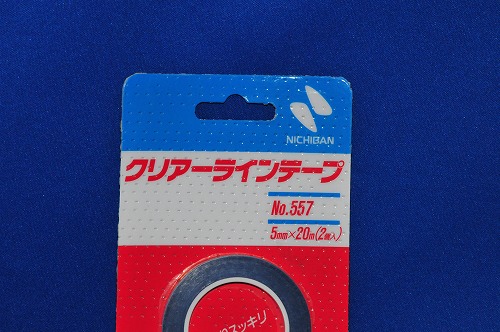 NICHIBAN
クリアーラインテープ
No.557
5mm×20m(2個入)
スッキリ